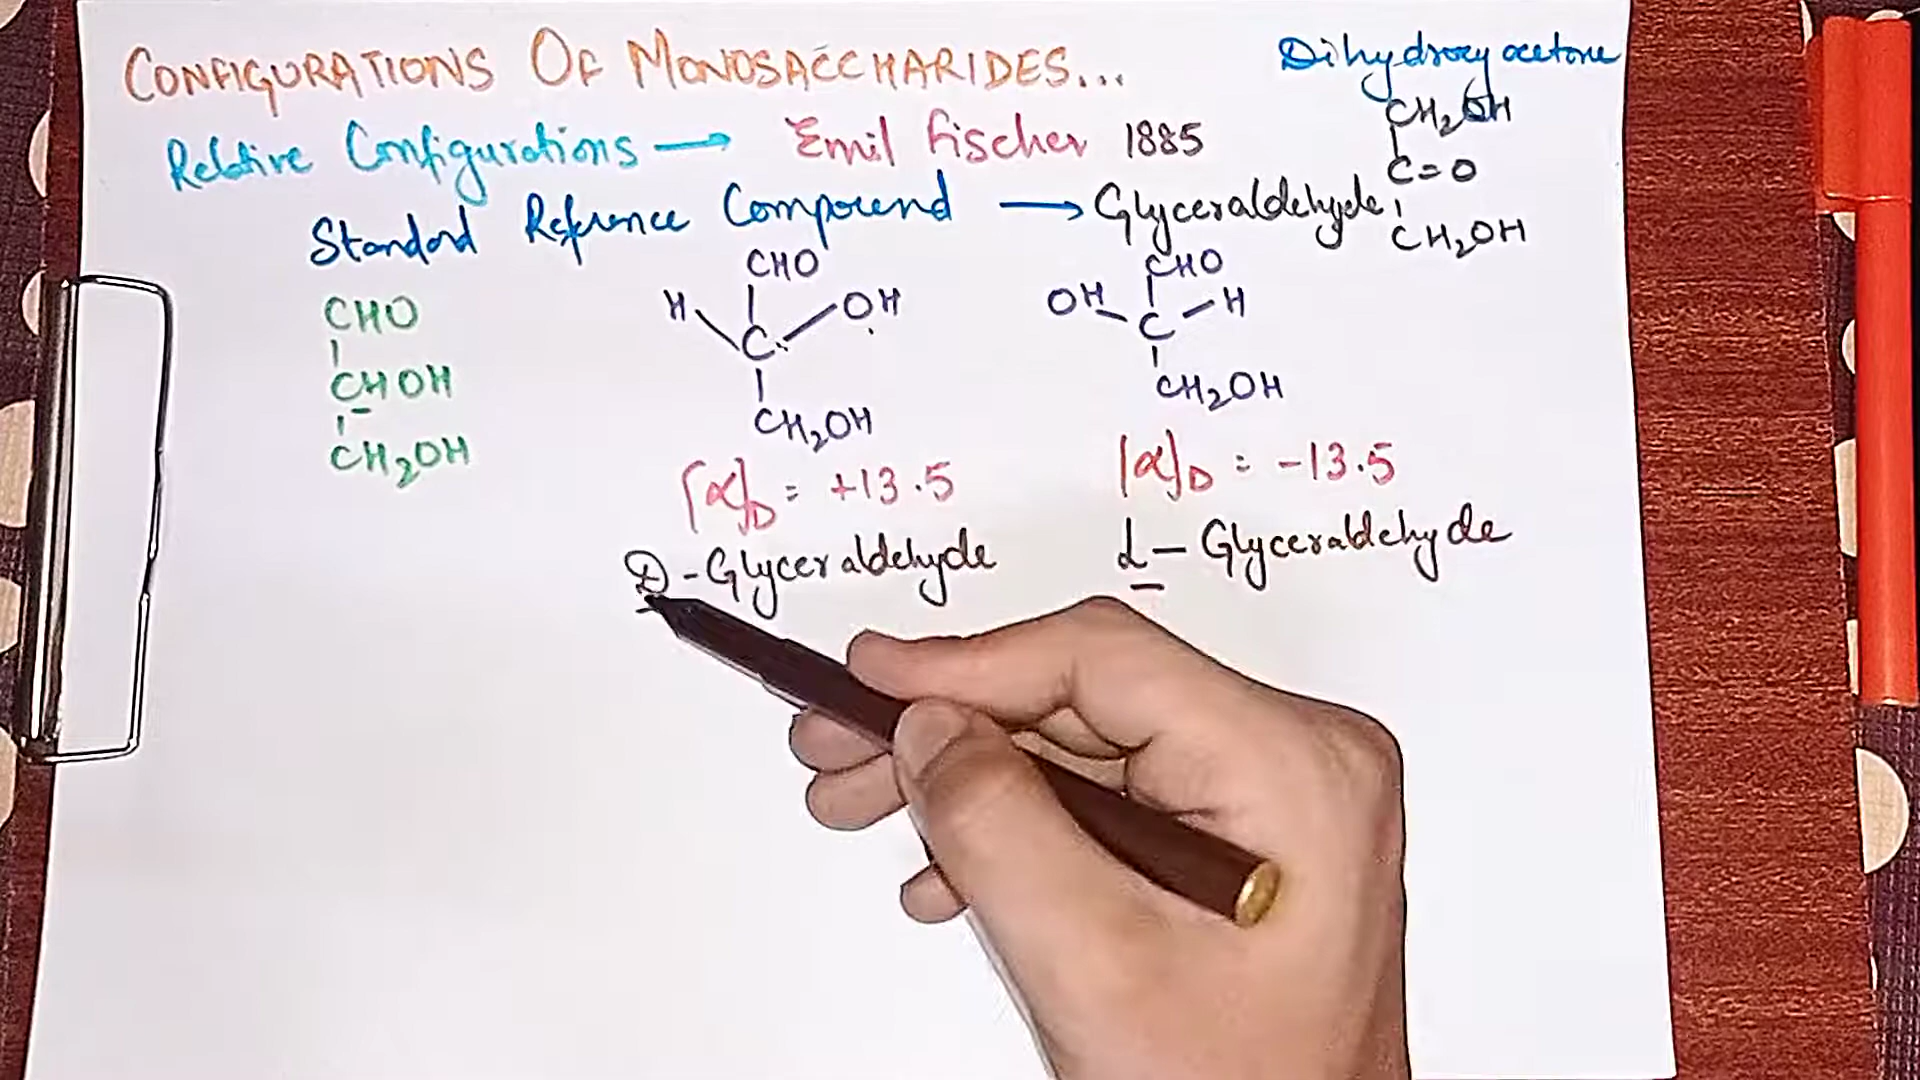 CONFIGURATIONS OF MONOSACCHARIDES...
Dihydroxy acetone
CH₂OH
C=O
CH₂OH
Relative Configurations → Emil Fischer 1885
Standard Reference Compound → Glyceraldehyde
CHO
CHOH
CH₂OH
CHO
H C OH
CH₂OH
[α]D = +13.5
D-Glyceraldehyde
CHO
OH C H
CH₂OH
[α]D = -13.5
L-Glyceraldehyde